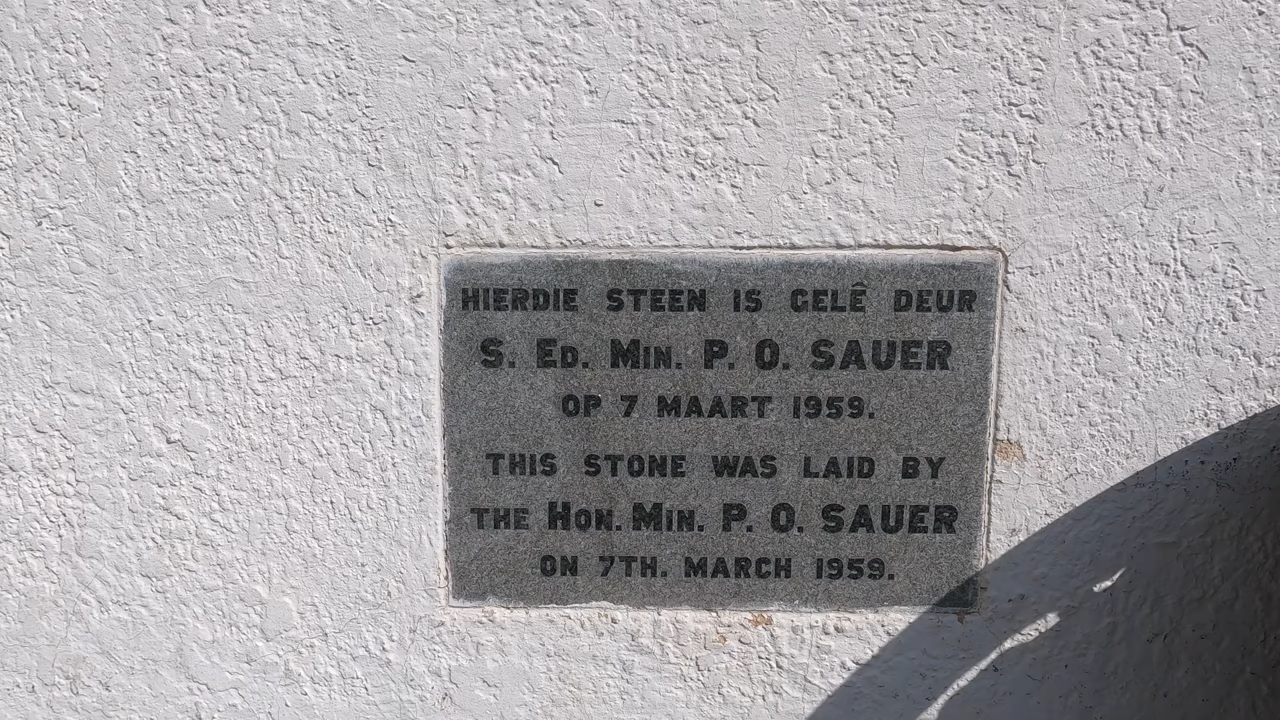 HIERDIE STEEN IS GELÊ DEUR
S. ED. MIN. P. O. SAUER
OP 7 MAART 1959.
THIS STONE WAS LAID BY
THE HON. MIN. P. O. SAUER
ON 7TH. MARCH 1959.